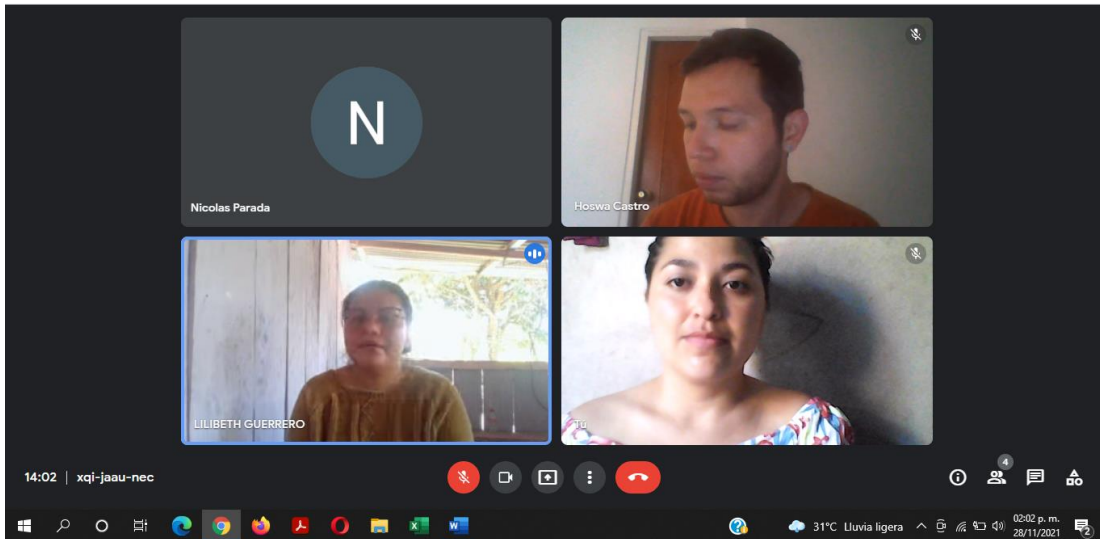 N
Nicolas Parada
Hoswa Castro
LILIBETH GUERRERO
Tú
14:02 | xqi-jaau-nec
4
31°C Lluvia ligera
02:02 p. m.
28/11/2021
2